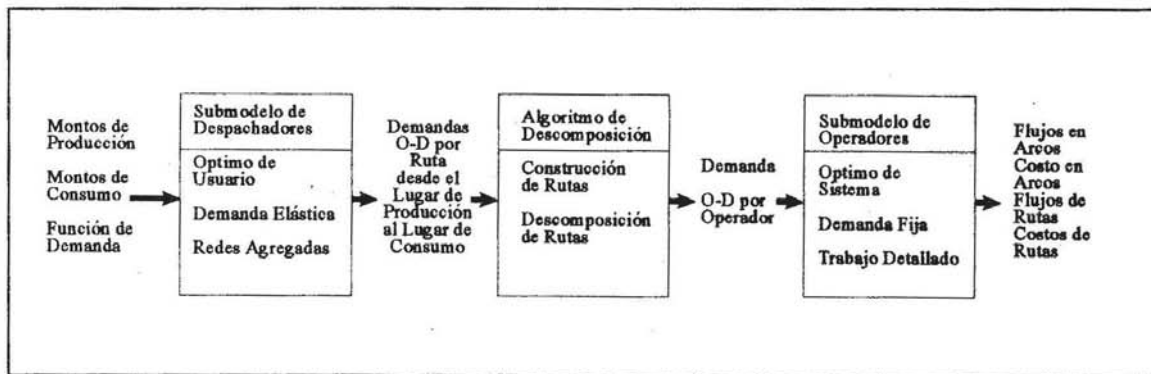 Montos de
Producción
Montos de
Consumo
Función de
Demanda
Submodelo de
Despachadores
Optimo de
Usuario
Demanda Elástica
Redes Agregadas
Demandas
O-D por
Ruta
desde el
Lugar de
Producción
al Lugar de
Consumo
Algoritmo de
Descomposición
Construcción
de Rutas
Descomposición
de Rutas
Demanda
O-D por
Operador
Submodelo de
Operadores
Optimo de
Sistema
Demanda Fija
Trabajo Detallado
Flujos en
Arcos
Costo en
Arcos
Flujos de
Rutas
Costos de
Rutas